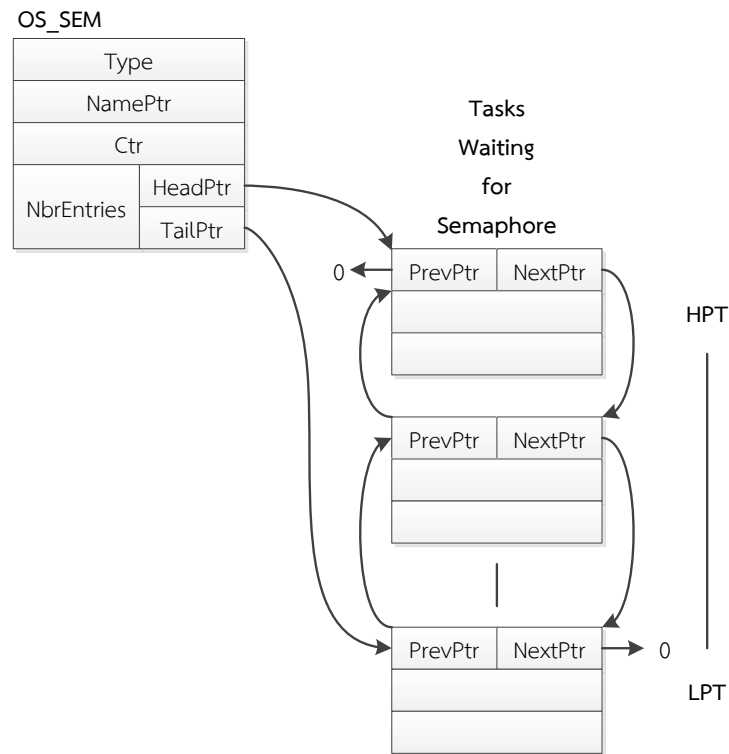 OS_SEM
Type
NamePtr
Ctr
NbrEntries
HeadPtr
TailPtr
Tasks
Waiting
for
Semaphore
0
PrevPtr NextPtr
HPT
PrevPtr NextPtr
PrevPtr NextPtr
0
LPT